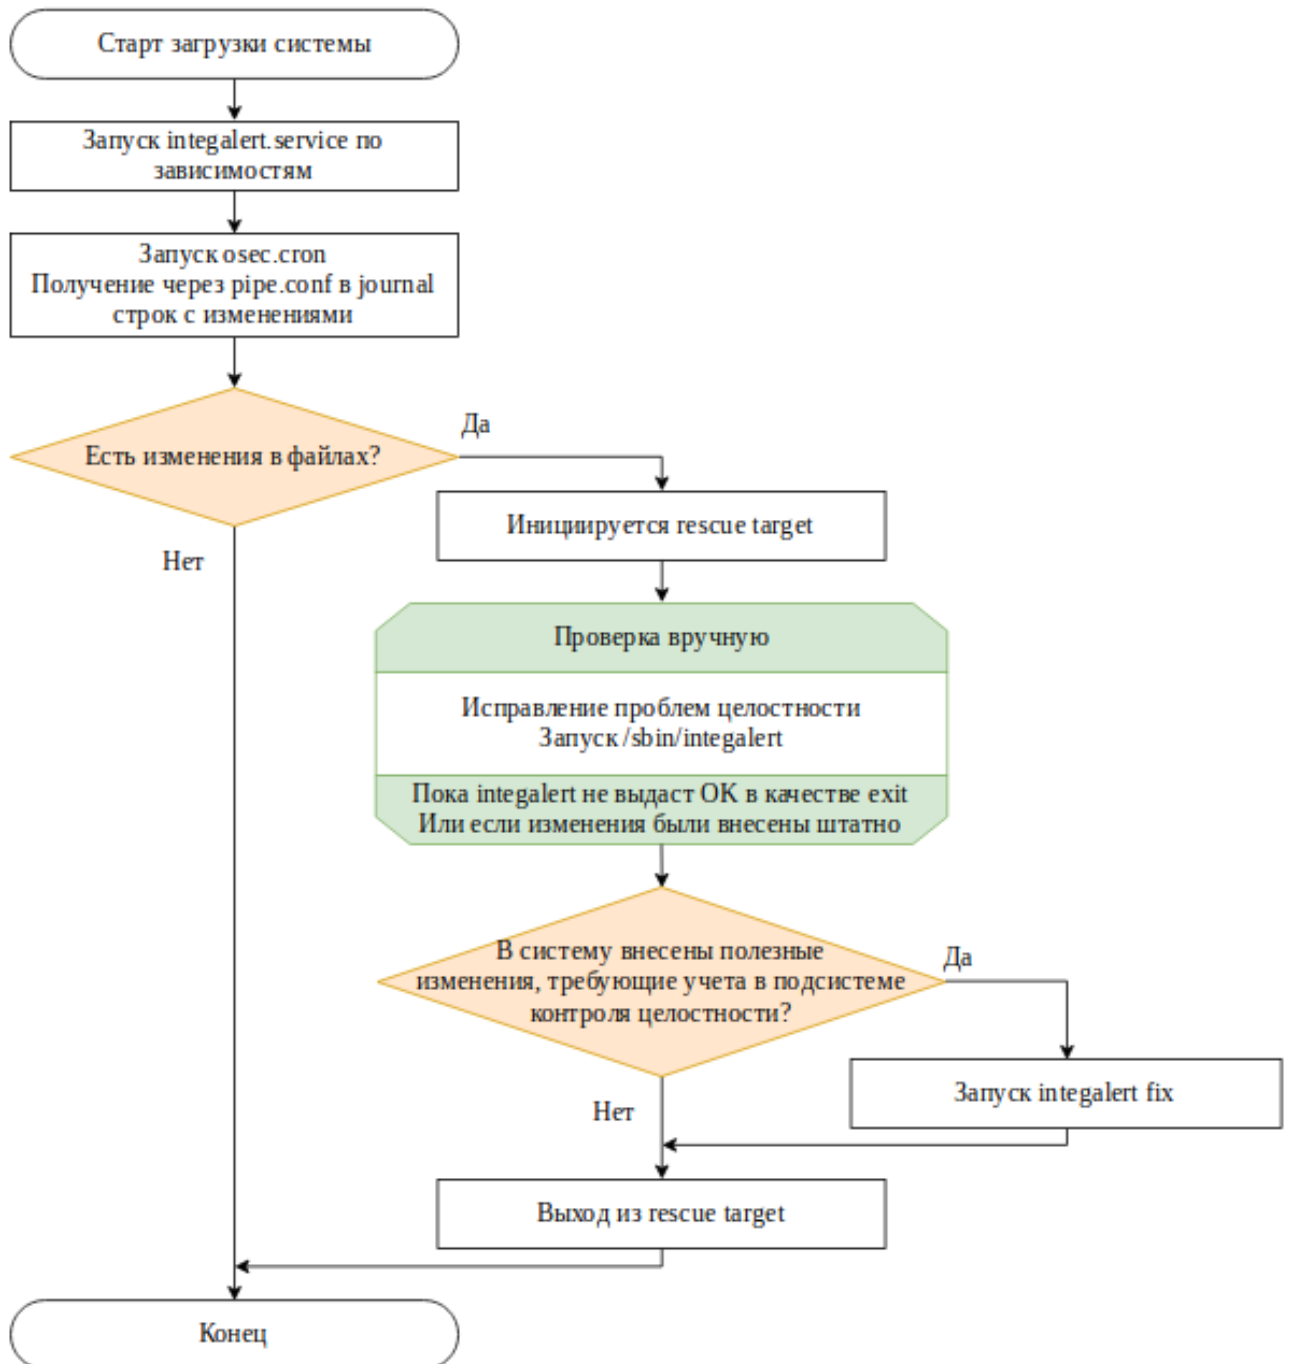 Старт загрузки системы
Запуск integalert.service по
зависимостям
Запуск osec.cron
Получение через pipe.conf в journal
строк с изменениями
Есть изменения в файлах?
Да
Нет
Инициируется rescue target
Проверка вручную
Исправление проблем целостности
Запуск /sbin/integalert
Пока integalert не выдаст ОК в качестве exit
Или если изменения были внесены штатно
В систему внесены полезные
изменения, требующие учета в подсистеме
контроля целостности?
Да
Запуск integalert fix
Нет
Выход из rescue target
Конец